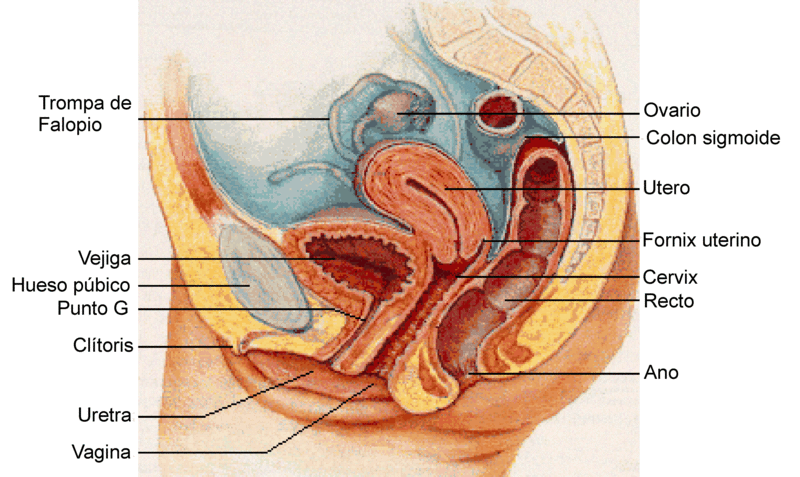 Trompa de
Falopio
Vejiga
Hueso púbico
Punto G
Clítoris
Uretra
Vagina
Ovario
Colon sigmoide
Utero
Fornix uterino
Cervix
Recto
Ano